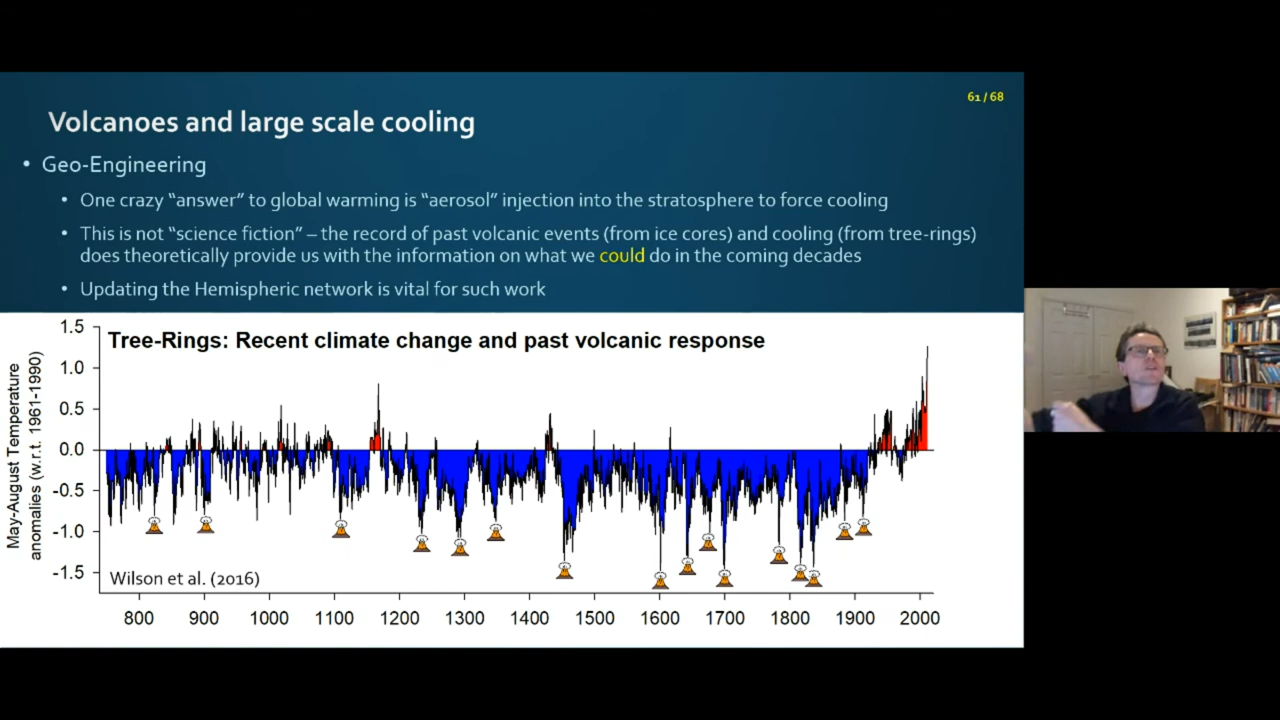 61 / 68
Volcanoes and large scale cooling
• Geo-Engineering
• One crazy “answer” to global warming is “aerosol” injection into the stratosphere to force cooling
• This is not “science fiction” – the record of past volcanic events (from ice cores) and cooling (from tree-rings)
does theoretically provide us with the information on what we could do in the coming decades
• Updating the Hemispheric network is vital for such work
Tree-Rings: Recent climate change and past volcanic response
May-August Temperature
anomalies (w.r.t. 1961-1990)
1.5
1.0
0.5
0.0
-0.5
-1.0
-1.5
Wilson et al. (2016)
800 900 1000 1100 1200 1300 1400 1500 1600 1700 1800 1900 2000